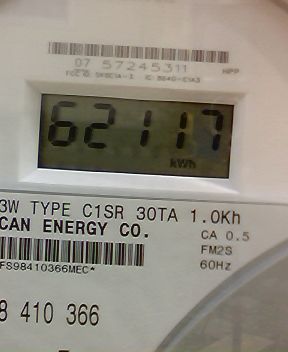 07 57245311 HPP
62117
kWh
3W TYPE C1SR 30TA 1.0Kh
CAN ENERGY CO. CA 0.5
FM2S
FS98410366MEC* 60Hz
8 410 366